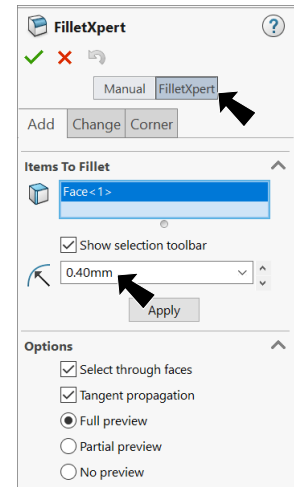 FilletXpert
?
Manual FilletXpert
Add Change Corner
Items To Fillet
Face<1>
Show selection toolbar
0.40mm
Apply
Options
Select through faces
Tangent propagation
Full preview
Partial preview
No preview